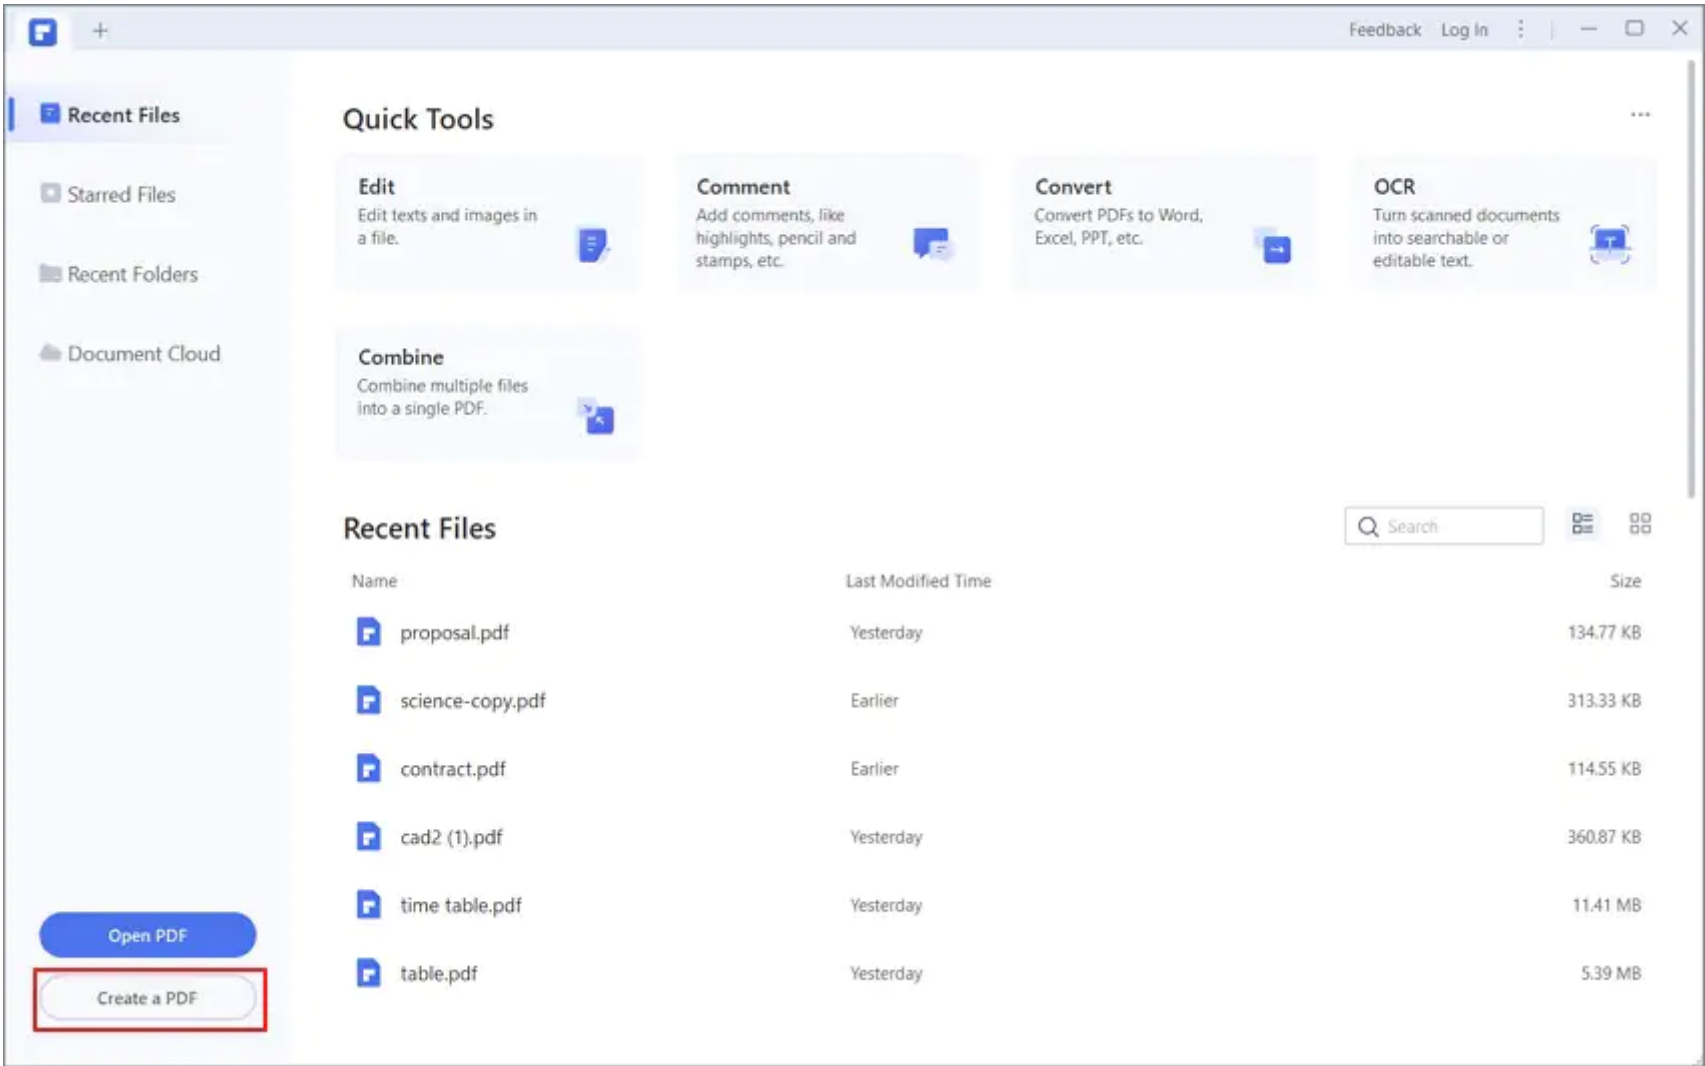 Feedback Log In
Recent Files
Starred Files
Recent Folders
Document Cloud
Open PDF
Create a PDF
Quick Tools
Edit
Edit texts and images in
a file.
Comment
Add comments, like
highlights, pencil and
stamps, etc.
Convert
Convert PDFs to Word,
Excel, PPT, etc.
OCR
Turn scanned documents
into searchable or
editable text.
Combine
Combine multiple files
into a single PDF.
Recent Files
Search
Name Last Modified Time Size
proposal.pdf Yesterday 134.77 KB
science-copy.pdf Earlier 313.33 KB
contract.pdf Earlier 114.55 KB
cad2 (1).pdf Yesterday 360.87 KB
time table.pdf Yesterday 11.41 MB
table.pdf Yesterday 5.39 MB